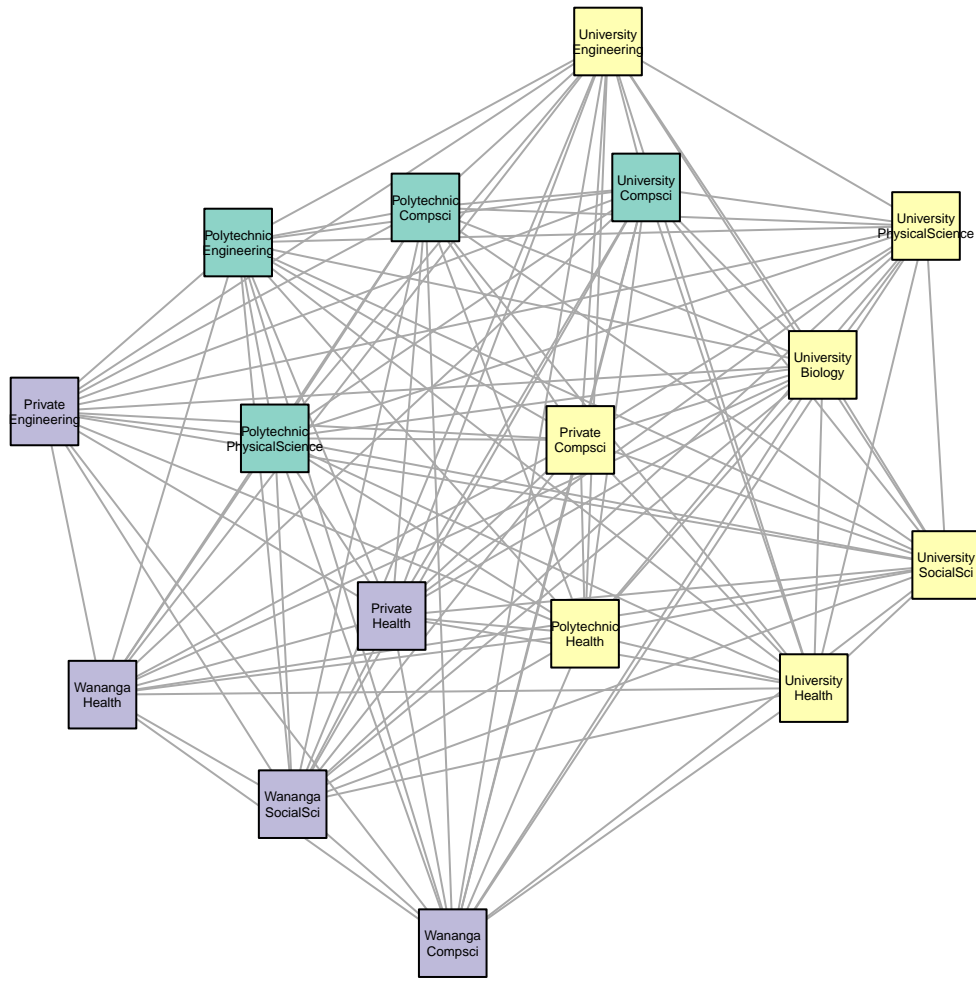 University
Engineering
University
Compsci
Polytechnic
Compsci
University
PhysicalScience
Polytechnic
Engineering
University
Biology
Private
Engineering
Polytechnic
PhysicalScience
Private
Compsci
University
SocialSci
Private
Health
Polytechnic
Health
Wananga
Health
University
Health
Wananga
SocialSci
Wananga
Compsci